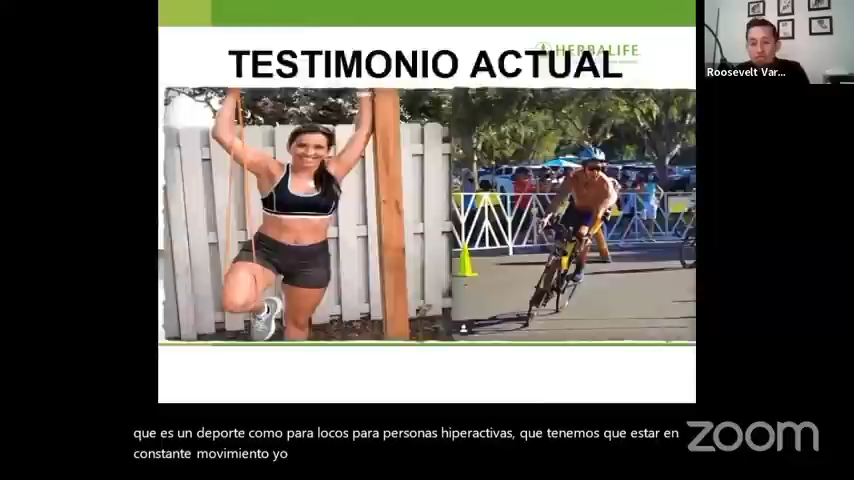 HERBALIFE
TESTIMONIO ACTUAL
Roosevelt Var...
que es un deporte como para locos para personas hiperactivas, que tenemos que estar en
constante movimiento yo
zoom